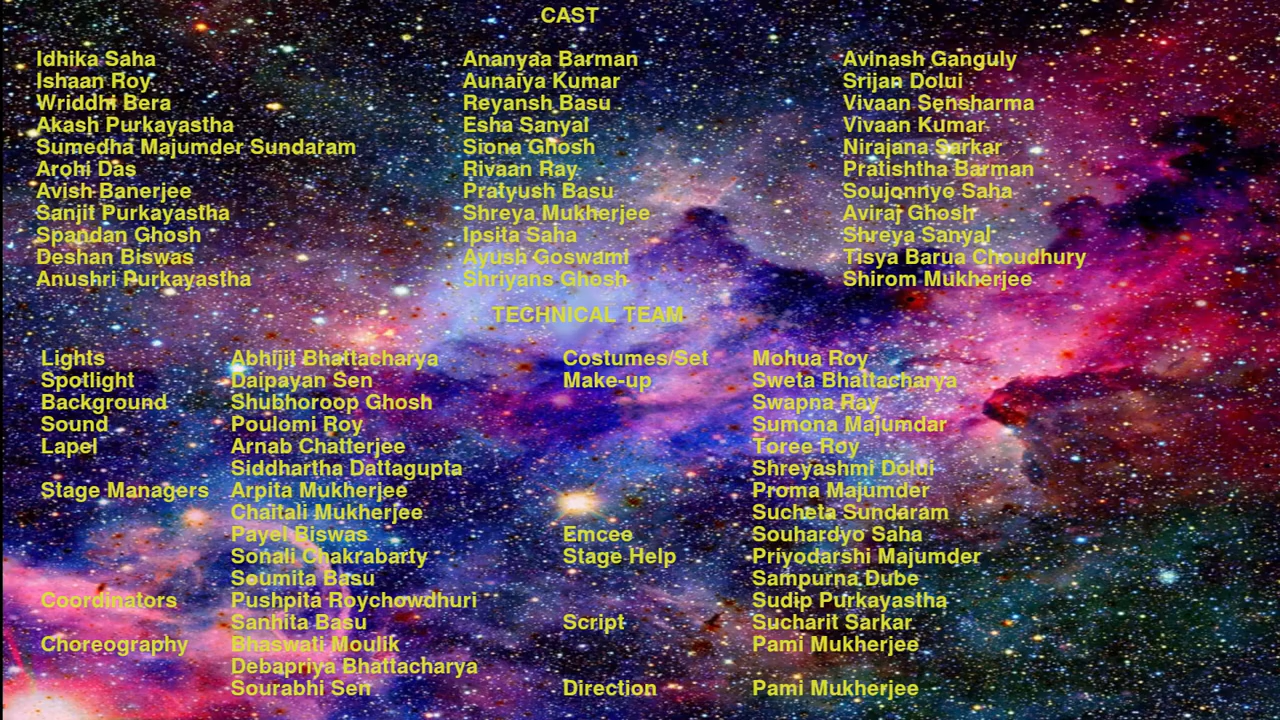 CAST
Idhika Saha Ananyaa Barman Avinash Ganguly
Ishaan Roy Aunaiya Kumar Srijan Dolui
Wriddhi Bera Reyansh Basu Vivaan Sensharma
Akash Purkayastha Esha Sanyal Vivaan Kumar
Sumedha Majumder Sundaram Siona Ghosh Nirajana Sarkar
Arohi Das Rivaan Ray Pratishtha Barman
Avish Banerjee Pratyush Basu Soujonnyo Saha
Sanjit Purkayastha Shreya Mukherjee Aviraj Ghosh
Spandan Ghosh Ipsita Saha Shreya Sanyal
Deshan Biswas Ayush Goswami Tisya Barua Choudhury
Anushri Purkayastha Shriyans Ghosh Shirom Mukherjee
TECHNICAL TEAM
Lights Abhijit Bhattacharya Costumes/Set Mohua Roy
Spotlight Daipayan Sen Make-up Sweta Bhattacharya
Background Shubhoroop Ghosh Swapna Ray
Sound Poulomi Roy Sumona Majumdar
Lapel Arnab Chatterjee Toree Roy
Siddhartha Dattagupta Shreyashmi Dolui
Stage Managers Arpita Mukherjee Proma Majumder
Chaitali Mukherjee Sucheta Sundaram
Payel Biswas Emcee Souhardyo Saha
Sonali Chakrabarty Stage Help Priyodarshi Majumder
Soumita Basu Sampurna Dube
Coordinators Pushpita Roychowdhuri Sudip Purkayastha
Sanhita Basu Script Sucharit Sarkar
Choreography Bhaswati Moulik Pami Mukherjee
Debapriya Bhattacharya
Sourabhi Sen Direction Pami Mukherjee